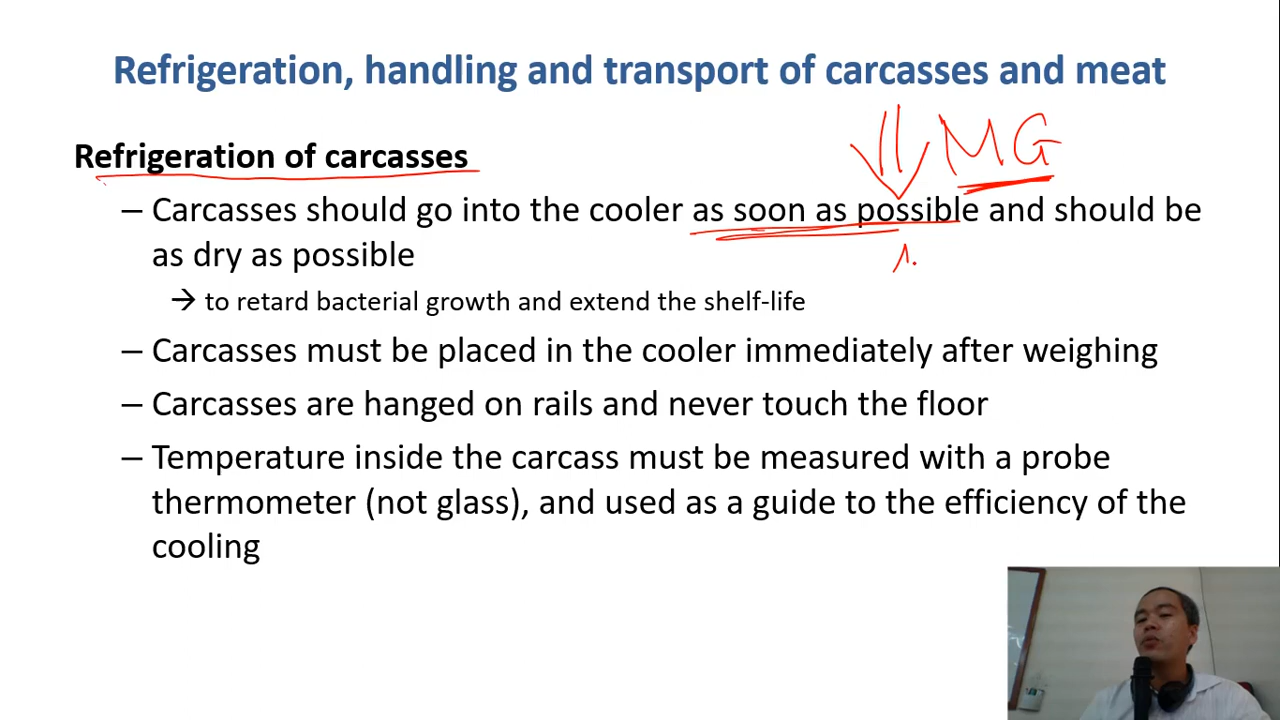 Refrigeration, handling and transport of carcasses and meat
MG
Refrigeration of carcasses
– Carcasses should go into the cooler as soon as possible and should be
as dry as possible
1.
→ to retard bacterial growth and extend the shelf-life
– Carcasses must be placed in the cooler immediately after weighing
– Carcasses are hanged on rails and never touch the floor
– Temperature inside the carcass must be measured with a probe
thermometer (not glass), and used as a guide to the efficiency of the
cooling